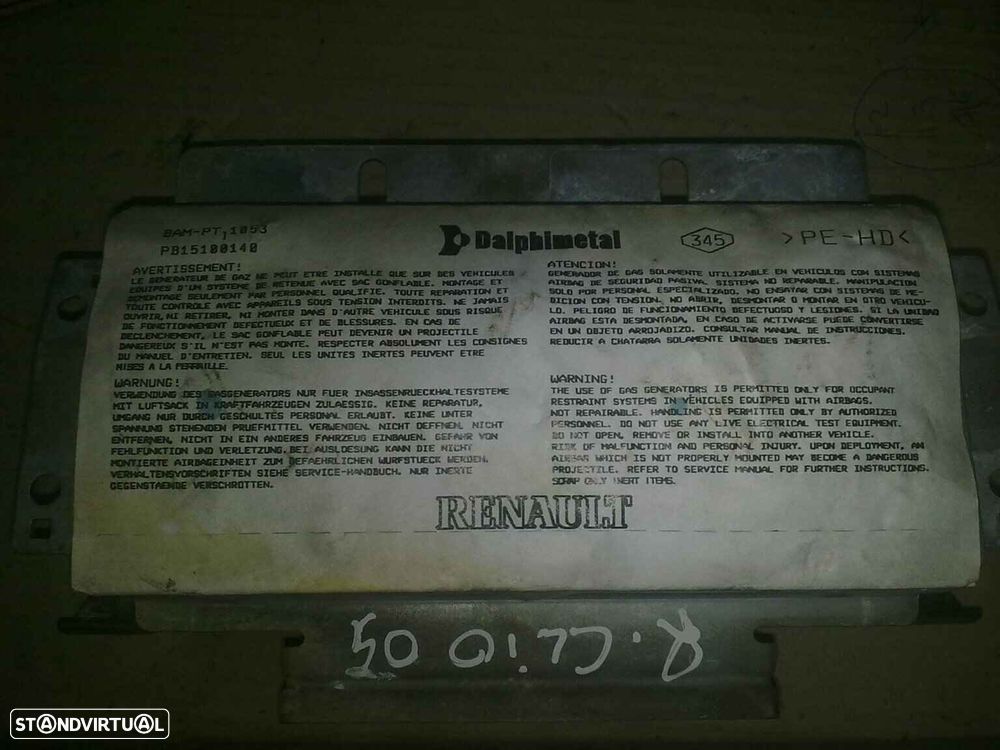 BAM-PT 1053
PB15100140
Dalphimetal
345
>PE-HD<
AVERTISSEMENT!
LE GENERATEUR DE GAZ NE PEUT ETRE INSTALLE QUE SUR DES VEHICULES
EQUIPES D'UN SYSTEME DE RETENUE AVEC SAC GONFLABLE. MONTAGE ET
DEMONTAGE SEULEMENT PAR PERSONNEL QUALIFIE. TOUTE REPARATION ET
TOUTE CONTROLE AVEC APPAREILS SOUS TENSION INTERDITS. NE JAMAIS
OUVRIR, NI RETIRER, NI MONTER DANS D'AUTRE VEHICULE SOUS RISQUE
DE FONCTIONNEMENT DEFECTUEUX ET DE BLESSURES. EN CAS DE
DECLENCHEMENT, LE SAC GONFLABLE PEUT DEVENIR UN PROJECTILE
DANGEREUX S'IL N'EST PAS MONTE. RESPECTER ABSOLUMENT LES CONSIGNES
DU MANUEL D'ENTRETIEN. SEUL LES UNITES INERTES PEUVENT ETRE
MISES A LA FERRAILLE.
ATENCION!
GENERADOR DE GAS SOLAMENTE UTILIZABLE EN VEHICULOS CON SISTEMAS
AIRBAG DE SEGURIDAD PASIVA. SISTEMA NO REPARABLE. MANIPULACION
SOLO POR PERSONAL ESPECIALIZADO. NO ENSAYAR CON SISTEMAS DE ME-
DICION CON TENSION. NO ABRIR, DESMONTAR O MONTAR EN OTRO VEHICU-
LO. PELIGRO DE FUNCIONAMIENTO DEFECTUOSO Y LESIONES. SI LA UNIDAD
AIRBAG ESTA DESMONTADA, EN CASO DE ACTIVARSE PUEDE CONVERTIRSE
EN UN OBJETO ARROJADIZO. CONSULTAR MANUAL DE INSTRUCCIONES.
REDUCIR A CHATARRA SOLAMENTE UNIDADES INERTES.
WARNUNG!
VERWENDUNG DES GASGENERATORS NUR FUER INSASSENRUECKHALTESYSTEME
MIT LUFTSACK IN KRAFTFAHRZEUGEN ZULAESSIG. KEINE REPARATUR,
UMGANG NUR DURCH GESCHULTES PERSONAL ERLAUBT. KEINE UNTER
SPANNUNG STEHENDEN PRUEFMITTEL VERWENDEN. NICHT OEFFNEN, NICHT
ENTFERNEN, NICHT IN EIN ANDERES FAHRZEUG EINBAUEN. GEFAHR VON
FEHLFUNKTION UND VERLETZUNG. BEI AUSLOESUNG KANN DIE NICHT
MONTIERTE AIRBAGEINHEIT ZUM GEFAEHRLICHEN WURFSTUECK WERDEN.
VERHALTENSVORSCHRIFTEN SIEHE SERVICE-HANDBUCH. NUR INERTE
GEGENSTAENDE VERSCHROTTEN.
WARNING!
THE USE OF GAS GENERATORS IS PERMITTED ONLY FOR OCCUPANT
RESTRAINT SYSTEMS IN VEHICLES EQUIPPED WITH AIRBAGS.
NOT REPAIRABLE. HANDLING IS PERMITTED ONLY BY AUTHORIZED
PERSONNEL. DO NOT USE ANY LIVE ELECTRICAL TEST EQUIPMENT.
DO NOT OPEN, REMOVE OR INSTALL INTO ANOTHER VEHICLE.
RISK OF MALFUNCTION AND PERSONAL INJURY. UPON DEPLOYMENT, AN
AIRBAG WHICH IS NOT PROPERLY MOUNTED MAY BECOME A DANGEROUS
PROJECTILE. REFER TO SERVICE MANUAL FOR FURTHER INSTRUCTIONS.
SCRAP ONLY INERT ITEMS.
RENAULT
R.CLIO 05
STANDVIRTUAL